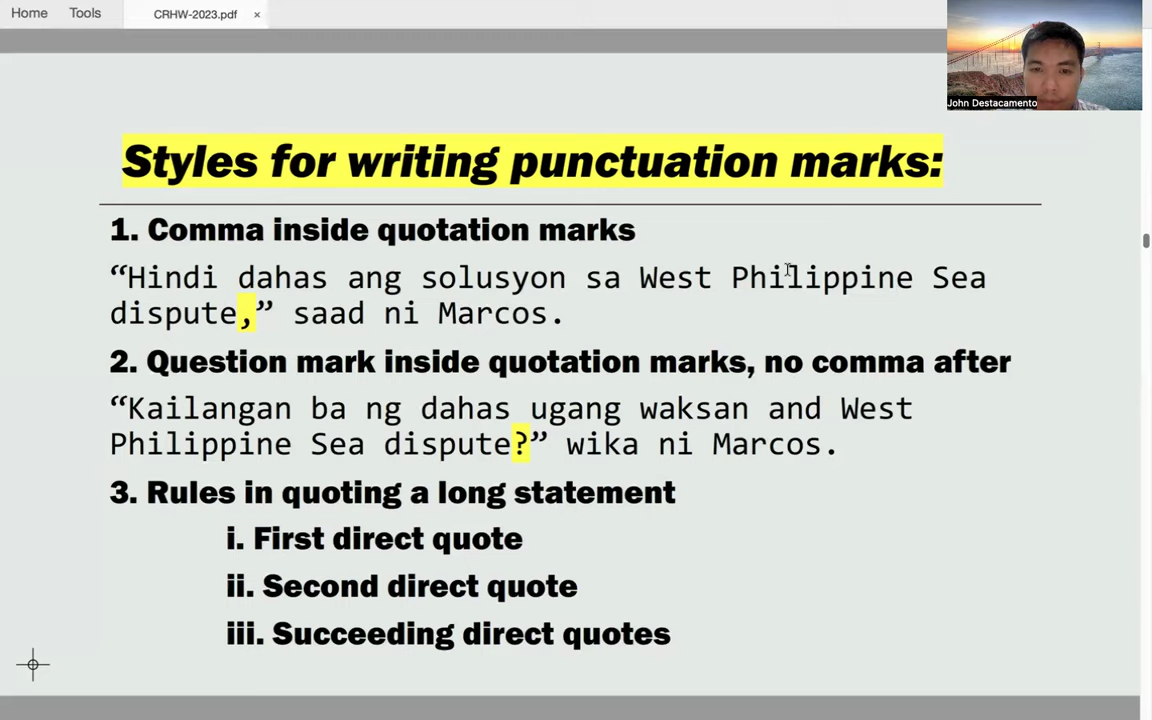 Home Tools CRHW-2023.pdf ×
John Destacamento
Styles for writing punctuation marks:
1. Comma inside quotation marks
“Hindi dahas ang solusyon sa West Philippine Sea
dispute,” saad ni Marcos.
2. Question mark inside quotation marks, no comma after
“Kailangan ba ng dahas ugang waksan and West
Philippine Sea dispute?” wika ni Marcos.
3. Rules in quoting a long statement
i. First direct quote
ii. Second direct quote
iii. Succeeding direct quotes